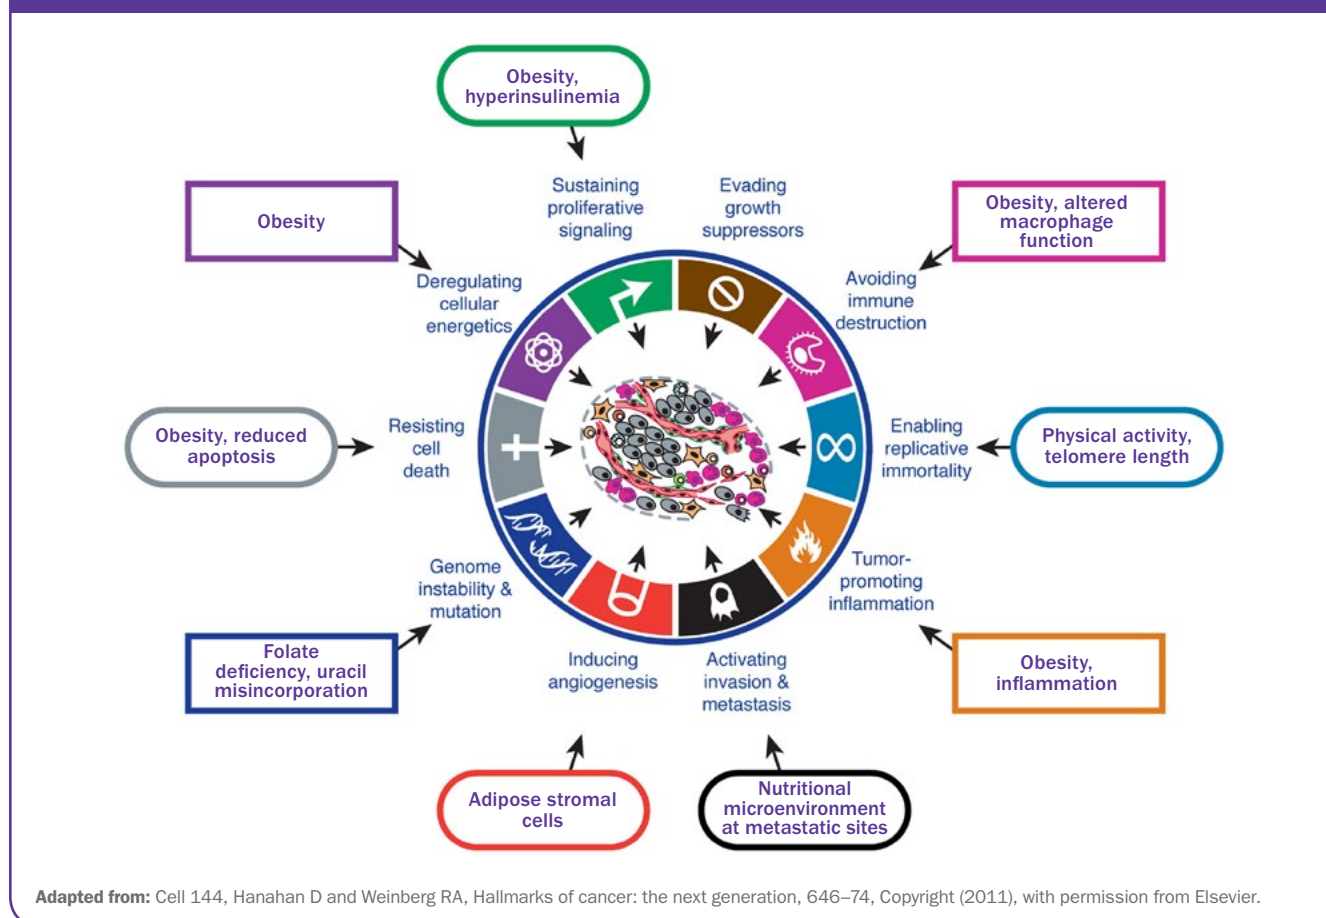 Obesity,
hyperinsulinemia
Sustaining
proliferative
signaling
Evading
growth
suppressors
Obesity
Obesity, altered
macrophage
function
Deregulating
cellular
energetics
Avoiding
immune
destruction
Obesity, reduced
apoptosis
Resisting
cell
death
Enabling
replicative
immortality
Physical activity,
telomere length
Genome
instability &
mutation
Tumor-
promoting
inflammation
Folate
deficiency, uracil
misincorporation
Inducing
angiogenesis
Activating
invasion &
metastasis
Obesity,
inflammation
Adipose stromal
cells
Nutritional
microenvironment
at metastatic sites
Adapted from: Cell 144, Hanahan D and Weinberg RA, Hallmarks of cancer: the next generation, 646–74, Copyright (2011), with permission from Elsevier.